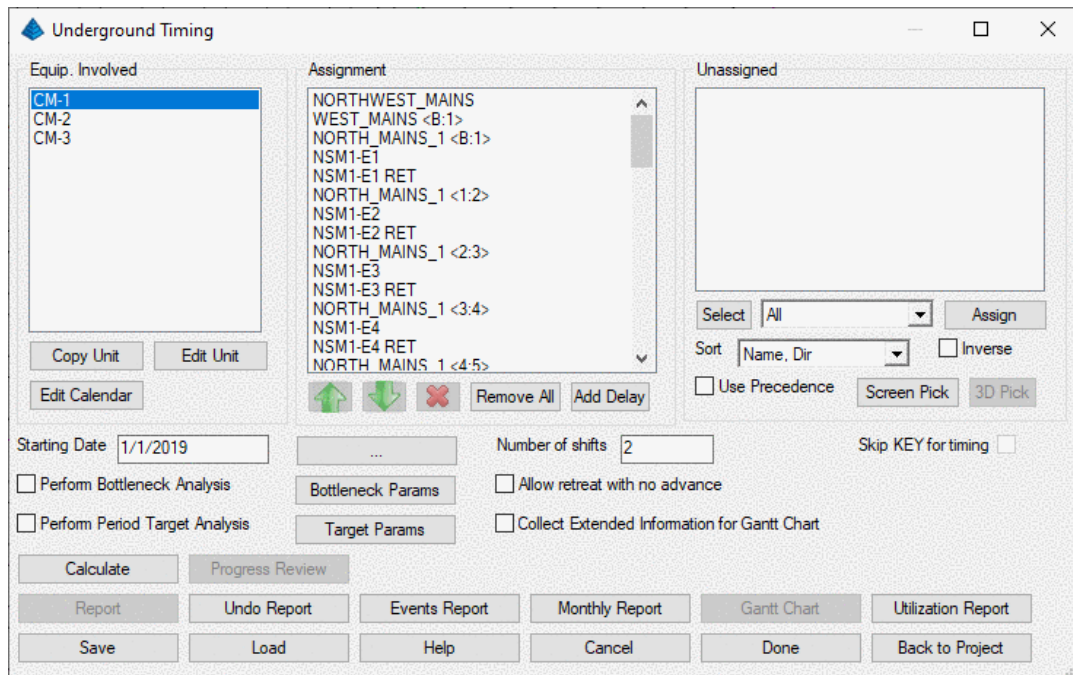 Underground Timing
Equip. Involved
CM-1
CM-2
CM-3
Copy Unit
Edit Unit
Edit Calendar
Assignment
NORTHWEST_MAINS
WEST_MAINS <B:1>
NORTH_MAINS_1 <B:1>
NSM1-E1
NSM1-E1 RET
NORTH_MAINS_1 <1:2>
NSM1-E2
NSM1-E2 RET
NORTH_MAINS_1 <2:3>
NSM1-E3
NSM1-E3 RET
NORTH_MAINS_1 <3:4>
NSM1-E4
NSM1-E4 RET
NORTH_MAINS_1 <4:5>
Remove All
Add Delay
Unassigned
Select
All
Assign
Sort
Name, Dir
Inverse
Use Precedence
Screen Pick
3D Pick
Starting Date
1/1/2019
...
Number of shifts
2
Skip KEY for timing
Perform Bottleneck Analysis
Bottleneck Params
Allow retreat with no advance
Perform Period Target Analysis
Target Params
Collect Extended Information for Gantt Chart
Calculate
Progress Review
Report
Undo Report
Events Report
Monthly Report
Gantt Chart
Utilization Report
Save
Load
Help
Cancel
Done
Back to Project